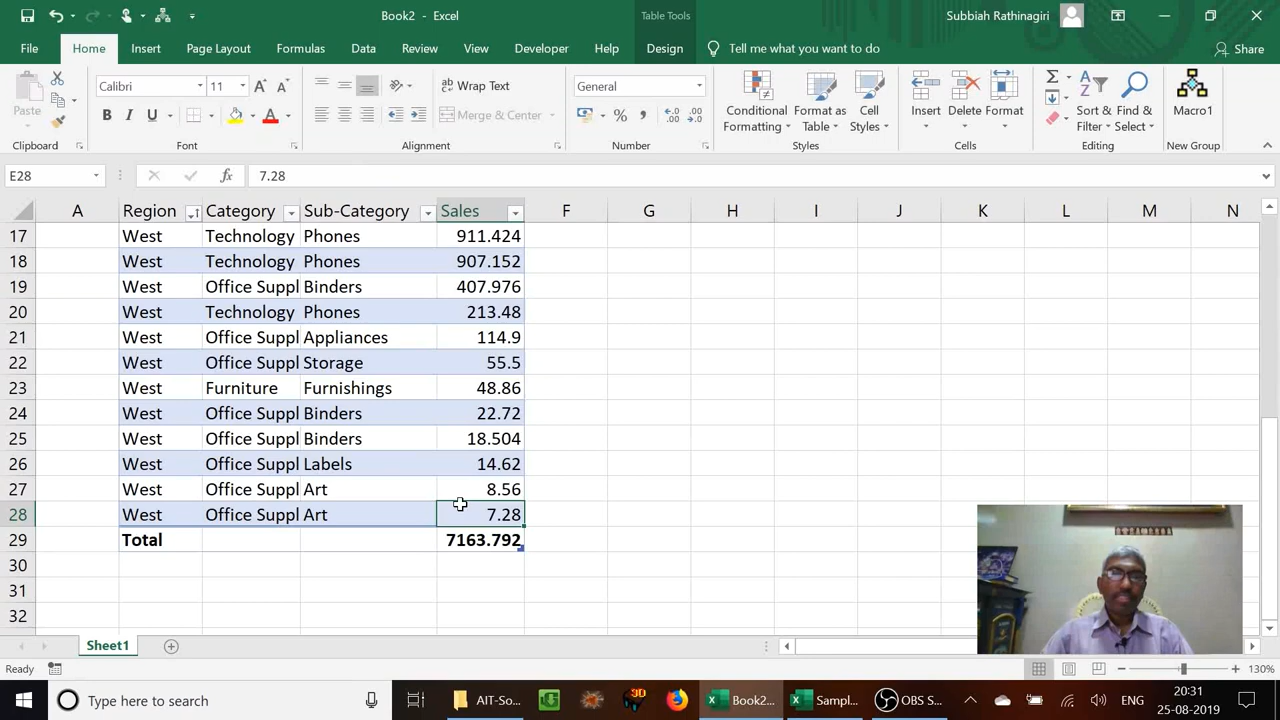 Book2 - Excel
Table Tools
Subbiah Rathinagiri
File Home Insert Page Layout Formulas Data Review View Developer Help Design Tell me what you want to do Share
Calibri 11 Wrap Text General
Paste B I U A Merge & Center % , Conditional Formatting Format as Table Cell Styles Insert Delete Format Sort & Filter Find & Select Macro1
Clipboard Font Alignment Number Styles Cells Editing New Group
E28 fx 7.28
A Region Category Sub-Category Sales F G H I J K L M N
17 West Technology Phones 911.424
18 West Technology Phones 907.152
19 West Office Suppl Binders 407.976
20 West Technology Phones 213.48
21 West Office Suppl Appliances 114.9
22 West Office Suppl Storage 55.5
23 West Furniture Furnishings 48.86
24 West Office Suppl Binders 22.72
25 West Office Suppl Binders 18.504
26 West Office Suppl Labels 14.62
27 West Office Suppl Art 8.56
28 West Office Suppl Art 7.28
29 Total 7163.792
30
31
32
Sheet1
Ready 130%
Type here to search AIT-So... 3D Book2... Sampl... OBS S... ENG 20:31
25-08-2019